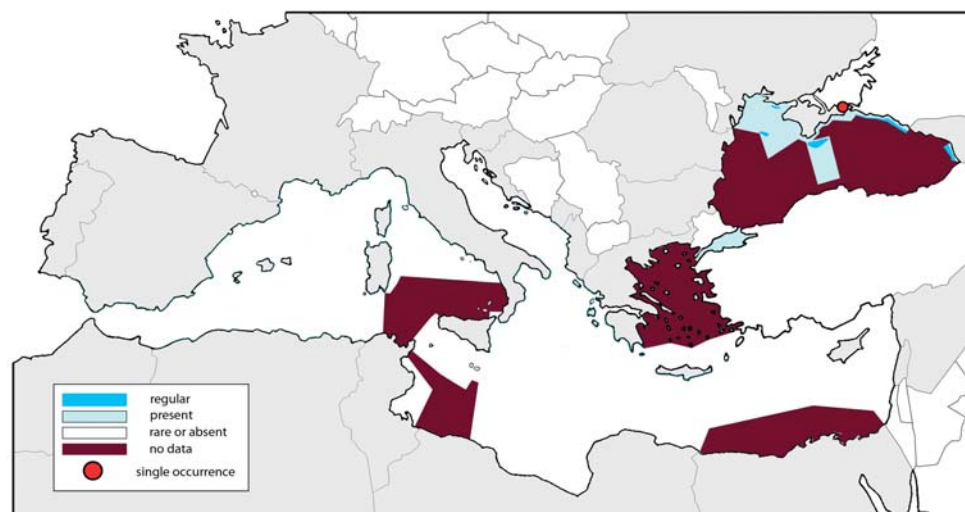 regular
present
rare or absent
no data
single occurrence